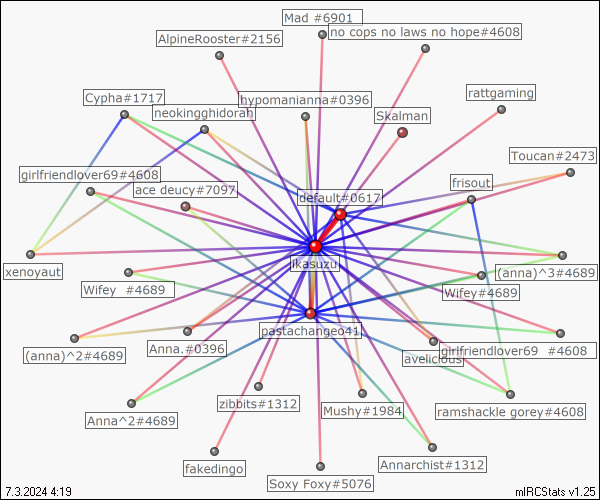 Mad #6901
no cops no laws no hope#4608
AlpineRooster#2156
rattgaming
Cypha#1717
hypomanianna#0396
neokingghidorah
Skalman
Toucan#2473
girlfriendlover69#4608
frisout
ace deucy#7097
default#0617
ikasuzu
xenoyaut
(anna)^3#4689
Wifey #4689
Wifey#4689
pastachangeo41
(anna)^2#4689
Anna.#0396
avelicious
girlfriendlover69 #4608
zibbits#1312
Mushy#1984
ramshackle gorey#4608
Anna^2#4689
fakedingo
Annarchist#1312
Soxy Foxy#5076
7.3.2024 4:19
mIRCStats v1.25